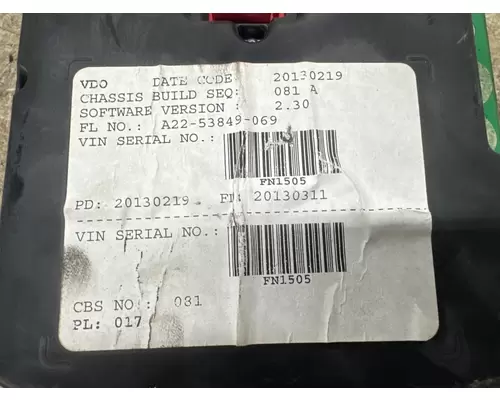 VDO DATE CODE 20130219
CHASSIS BUILD SEQ: 081 A
SOFTWARE VERSION : 2.30
FL NO.: A22-53849-069
VIN SERIAL NO.:
FN1505
PD: 20130219 FD: 20130311
VIN SERIAL NO.:
FN1505
CBS NO.: 081
PL: 017